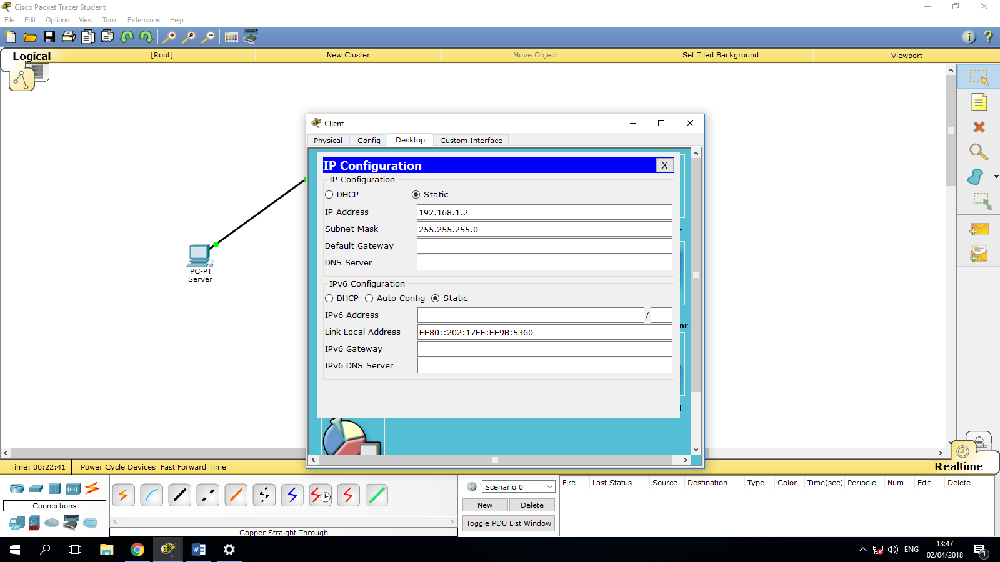 Cisco Packet Tracer Student
File Edit Options View Tools Extensions Help
Logical [Root] New Cluster Move Object Set Tiled Background Viewport
Client
Physical Config Desktop Custom Interface
IP Configuration X
IP Configuration
DHCP Static
IP Address 192.168.1.2
Subnet Mask 255.255.255.0
Default Gateway
DNS Server
IPv6 Configuration
DHCP Auto Config Static
IPv6 Address /
Link Local Address FE80::202:17FF:FE9B:5360
IPv6 Gateway
IPv6 DNS Server
or
PC-PT
Server
Time: 00:22:41 Power Cycle Devices Fast Forward Time
Realtime
Connections
Copper Straight-Through
Scenario 0
New Delete
Toggle PDU List Window
Fire Last Status Source Destination Type Color Time(sec) Periodic Num Edit Delete
ENG
13:47
02/04/2018
1